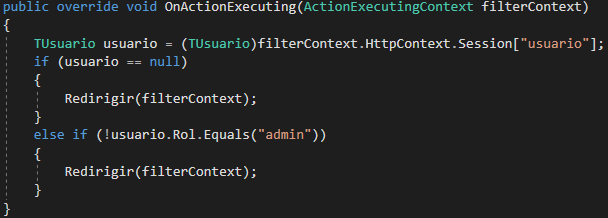 public override void OnActionExecuting(ActionExecutingContext filterContext)
{
    TUsuario usuario = (TUsuario)filterContext.HttpContext.Session["usuario"];
    if (usuario == null)
    {
        Redirigir(filterContext);
    }
    else if (!usuario.Rol.Equals("admin"))
    {
        Redirigir(filterContext);
    }
}